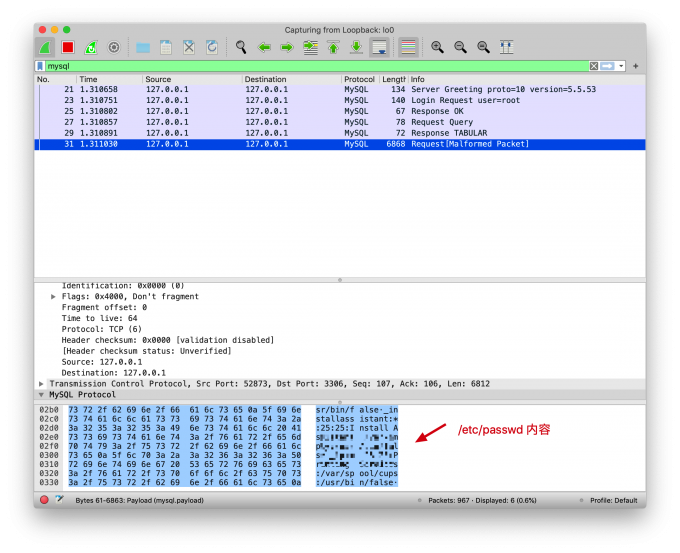 Capturing from Loopback: lo0
mysql
No. Time Source Destination Protocol Length Info
21 1.310658 127.0.0.1 127.0.0.1 MySQL 134 Server Greeting proto=10 version=5.5.53
23 1.310751 127.0.0.1 127.0.0.1 MySQL 140 Login Request user=root
25 1.310802 127.0.0.1 127.0.0.1 MySQL 67 Response OK
27 1.310857 127.0.0.1 127.0.0.1 MySQL 78 Request Query
29 1.310891 127.0.0.1 127.0.0.1 MySQL 72 Response TABULAR
31 1.311030 127.0.0.1 127.0.0.1 MySQL 6868 Request[Malformed Packet]
Identification: 0x0000 (0)
Flags: 0x4000, Don't fragment
Fragment offset: 0
Time to live: 64
Protocol: TCP (6)
Header checksum: 0x0000 [validation disabled]
[Header checksum status: Unverified]
Source: 127.0.0.1
Destination: 127.0.0.1
Transmission Control Protocol, Src Port: 52873, Dst Port: 3306, Seq: 107, Ack: 106, Len: 6812
MySQL Protocol
02b0 73 72 2f 62 69 6e 2f 66 61 6c 73 65 0a 5f 69 6e sr/bin/f alse·_in
02c0 73 74 61 6c 6c 61 73 73 69 73 74 61 6e 74 3a 2a stallass istant:*
02d0 3a 32 35 3a 32 35 3a 49 6e 73 74 61 6c 6c 20 41 :25:25:I nstall A
02e0 73 73 69 73 74 61 6e 74 3a 2f 76 61 72 2f 65 6d
02f0 70 74 79 3a 2f 75 73 72 2f 62 69 6e 2f 66 61 6c
0300 73 65 0a 5f 6c 70 3a 2a 3a 32 36 3a 32 36 3a 50
0310 72 69 6e 74 69 6e 67 20 53 65 72 76 69 63 65 73
0320 3a 2f 76 61 72 2f 73 70 6f 6f 6c 2f 63 75 70 73 :/var/sp ool/cups
0330 3a 2f 75 73 72 2f 62 69 6e 2f 66 61 6c 73 65 0a :/usr/bi n/false·
/etc/passwd 内容
Bytes 61-6863: Payload (mysql.payload) Packets: 967 · Displayed: 6 (0.6%) Profile: Default